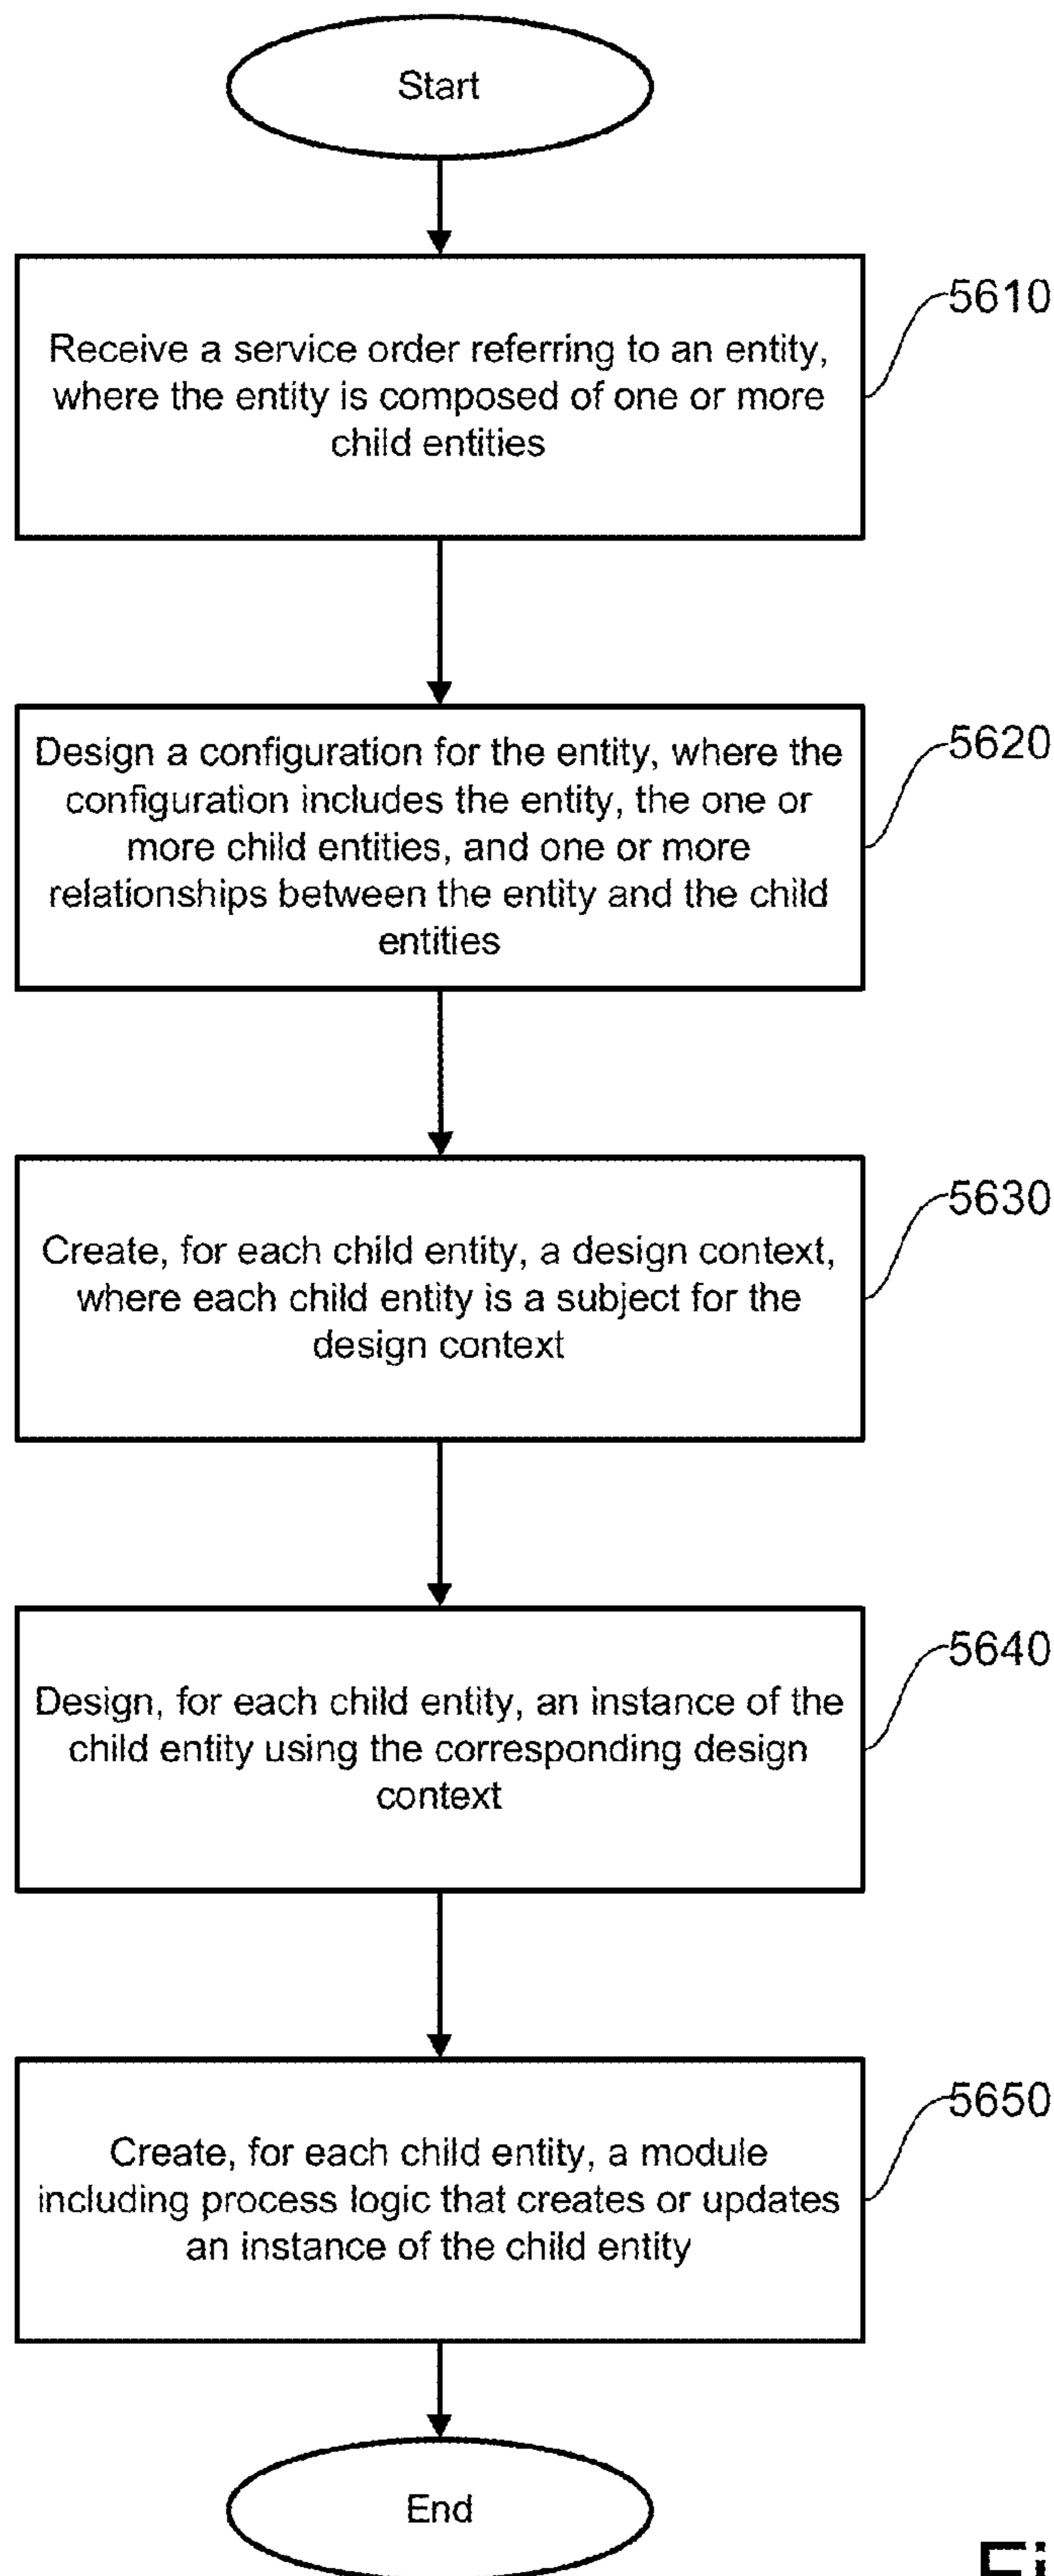 Start
Receive a service order referring to an entity,
where the entity is composed of one or more
child entities
5610
Design a configuration for the entity, where the
configuration includes the entity, the one or
more child entities, and one or more
relationships between the entity and the child
entities
5620
Create, for each child entity, a design context,
where each child entity is a subject for the
design context
5630
Design, for each child entity, an instance of the
child entity using the corresponding design
context
5640
Create, for each child entity, a module
including process logic that creates or updates
an instance of the child entity
5650
End